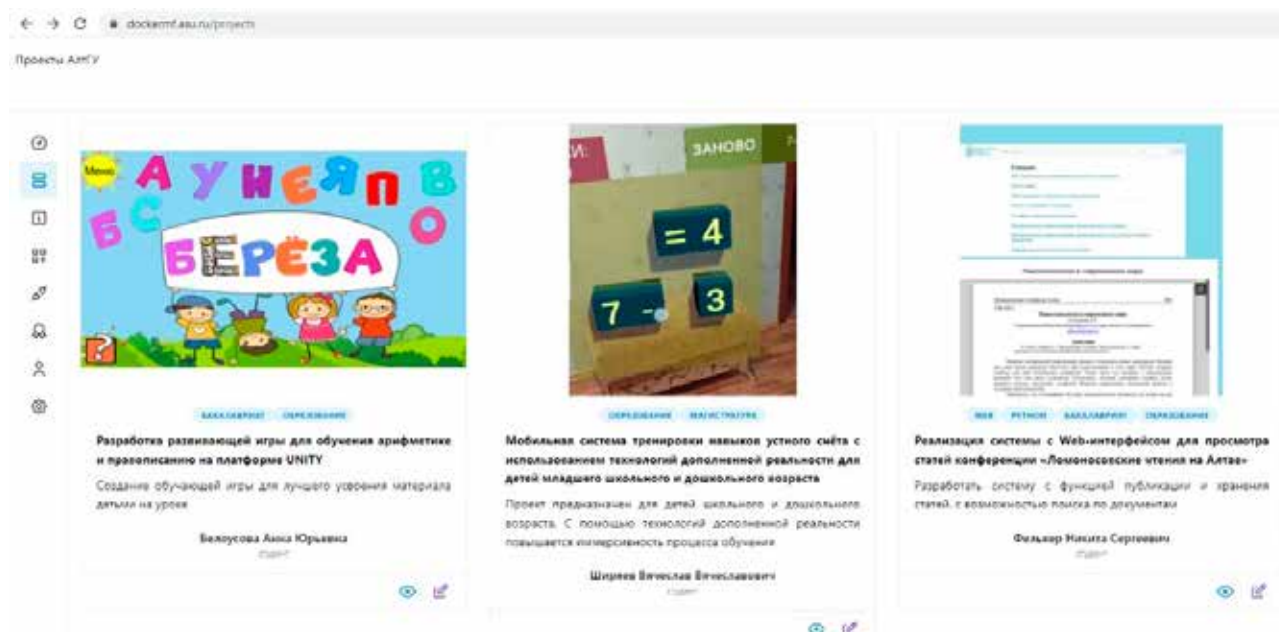 dockermf.asu.ru/projects
Проекты АлтГУ
Меню
А У Н Е Я П В
Б С О
БЕРЁЗА
?
КИ:
ЗАНОВО
= 4
7 - 3
БАКАЛАВРИАТ ОБРАЗОВАНИЕ
Разработка развивающей игры для обучения арифметике
и правописанию на платформе UNITY
Создание обучающей игры для лучшего усвоения материала
детьми на уроке
Белоусова Анна Юрьевна
студент
ОБРАЗОВАНИЕ МАГИСТРАТУРА
Мобильная система тренировки навыков устного счёта с
использованием технологий дополненной реальности для
детей младшего школьного и дошкольного возраста
Проект предназначен для детей школьного и дошкольного
возраста. С помощью технологий дополненной реальности
повышается иммерсивность процесса обучения
Ширяев Вячеслав Вячеславович
студент
WEB PYTHON БАКАЛАВРИАТ ОБРАЗОВАНИЕ
Реализация системы с Web-интерфейсом для просмотра
статей конференции «Ломоносовские чтения на Алтае»
Разработать систему с функцией публикации и хранения
статей, с возможностью поиска по документам
Фелькер Никита Сергеевич
студент